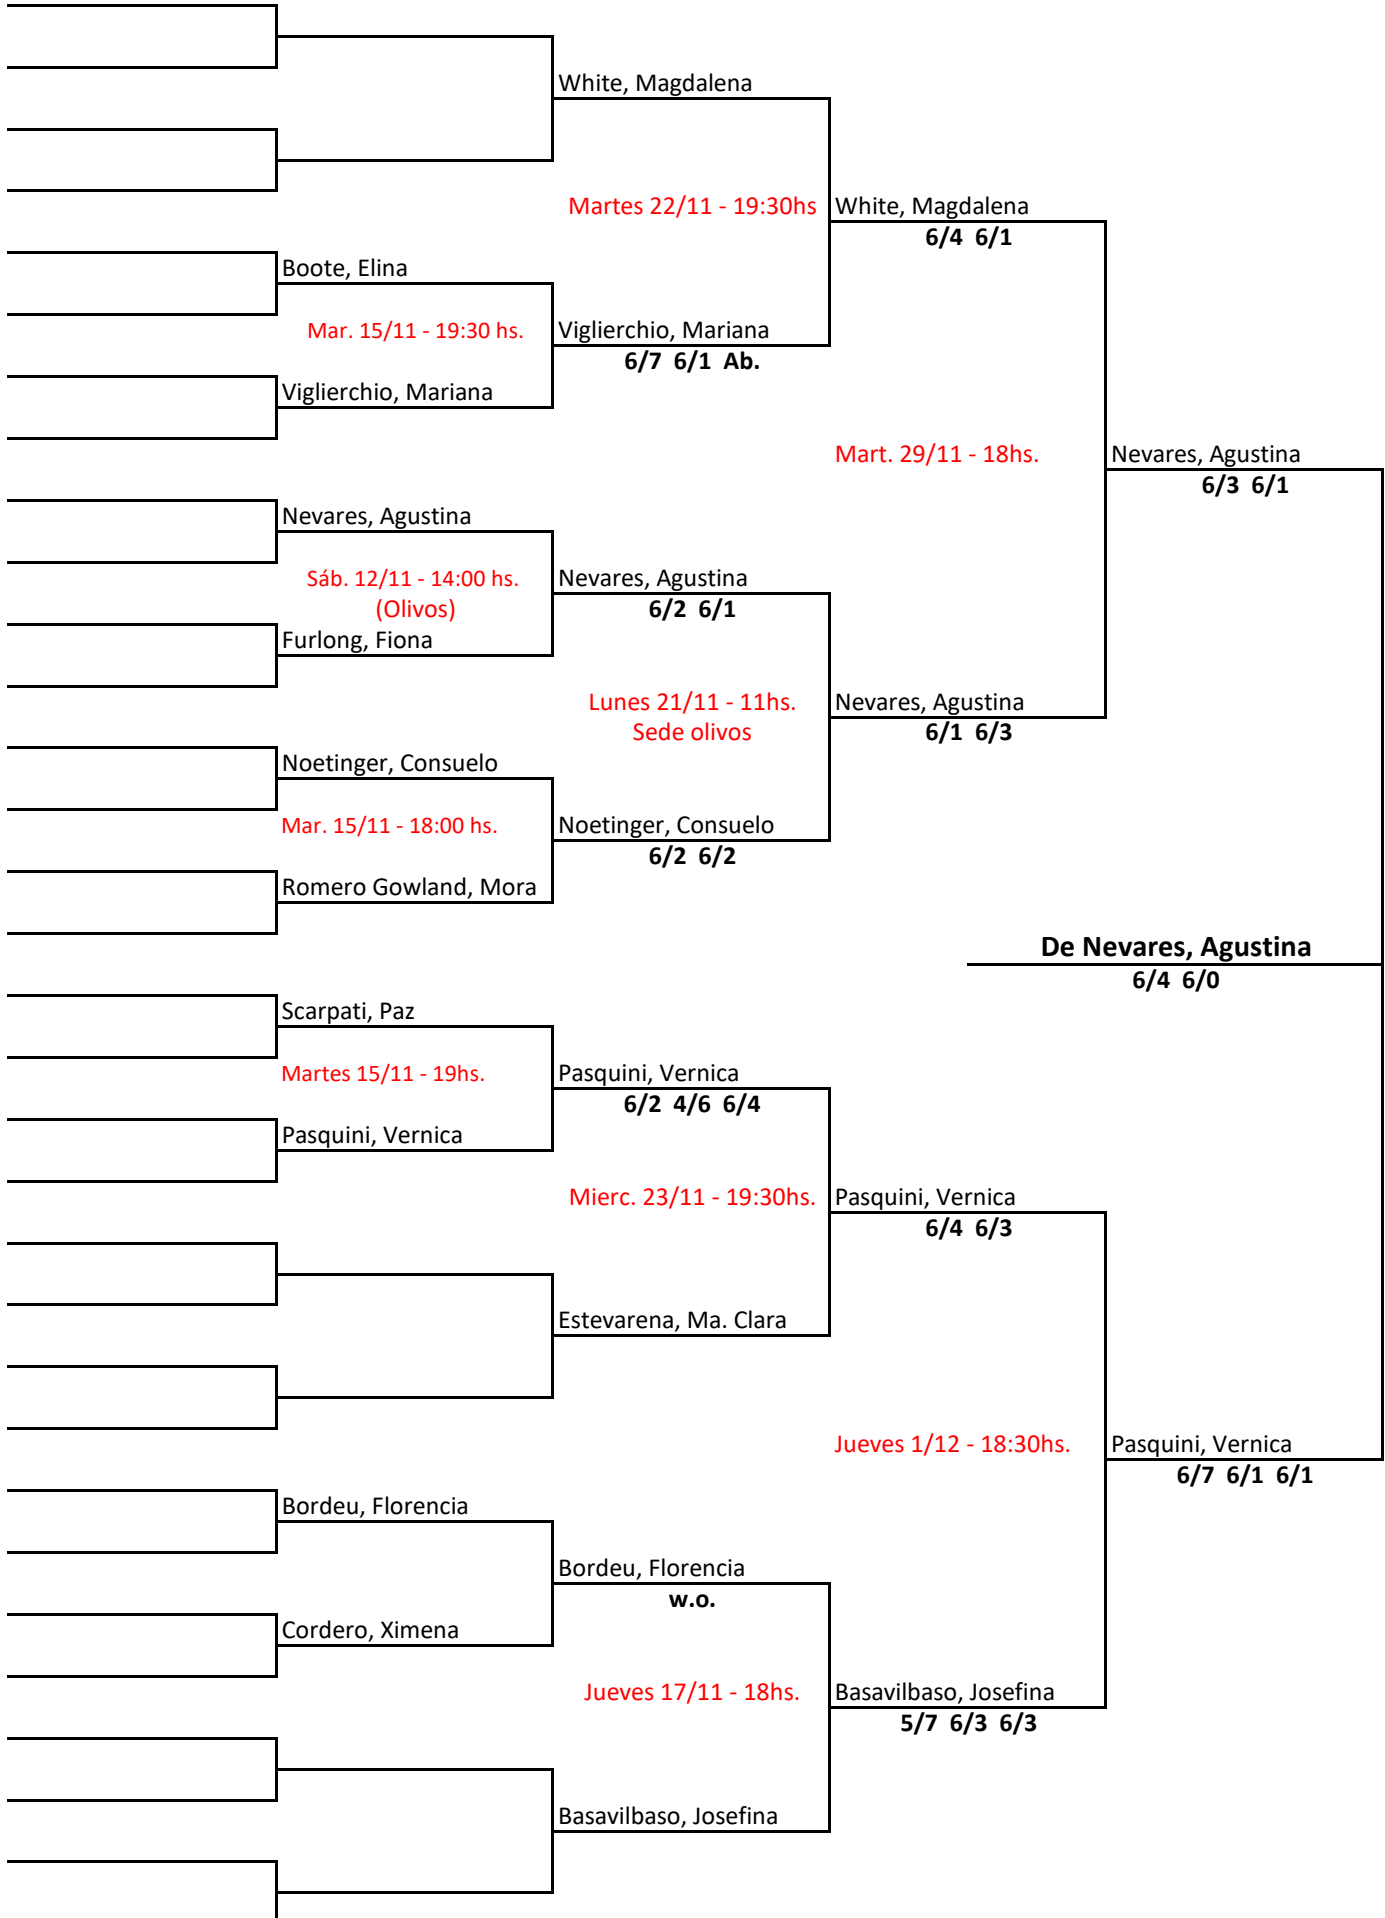 White, Magdalena
Martes 22/11 - 19:30hs
White, Magdalena
6/4 6/1
Boote, Elina
Mar. 15/11 - 19:30 hs.
Viglierchio, Mariana
6/7 6/1 Ab.
Viglierchio, Mariana
Mart. 29/11 - 18hs.
Nevares, Agustina
6/3 6/1
Nevares, Agustina
Sáb. 12/11 - 14:00 hs.
(Olivos)
Nevares, Agustina
6/2 6/1
Furlong, Fiona
Lunes 21/11 - 11hs.
Sede olivos
Nevares, Agustina
6/1 6/3
Noetinger, Consuelo
Mar. 15/11 - 18:00 hs.
Noetinger, Consuelo
6/2 6/2
Romero Gowland, Mora
De Nevares, Agustina
6/4 6/0
Scarpati, Paz
Martes 15/11 - 19hs.
Pasquini, Vernica
6/2 4/6 6/4
Pasquini, Vernica
Mierc. 23/11 - 19:30hs.
Pasquini, Vernica
6/4 6/3
Estevarena, Ma. Clara
Jueves 1/12 - 18:30hs.
Pasquini, Vernica
6/7 6/1 6/1
Bordeu, Florencia
Bordeu, Florencia
w.o.
Cordero, Ximena
Jueves 17/11 - 18hs.
Basavilbaso, Josefina
5/7 6/3 6/3
Basavilbaso, Josefina